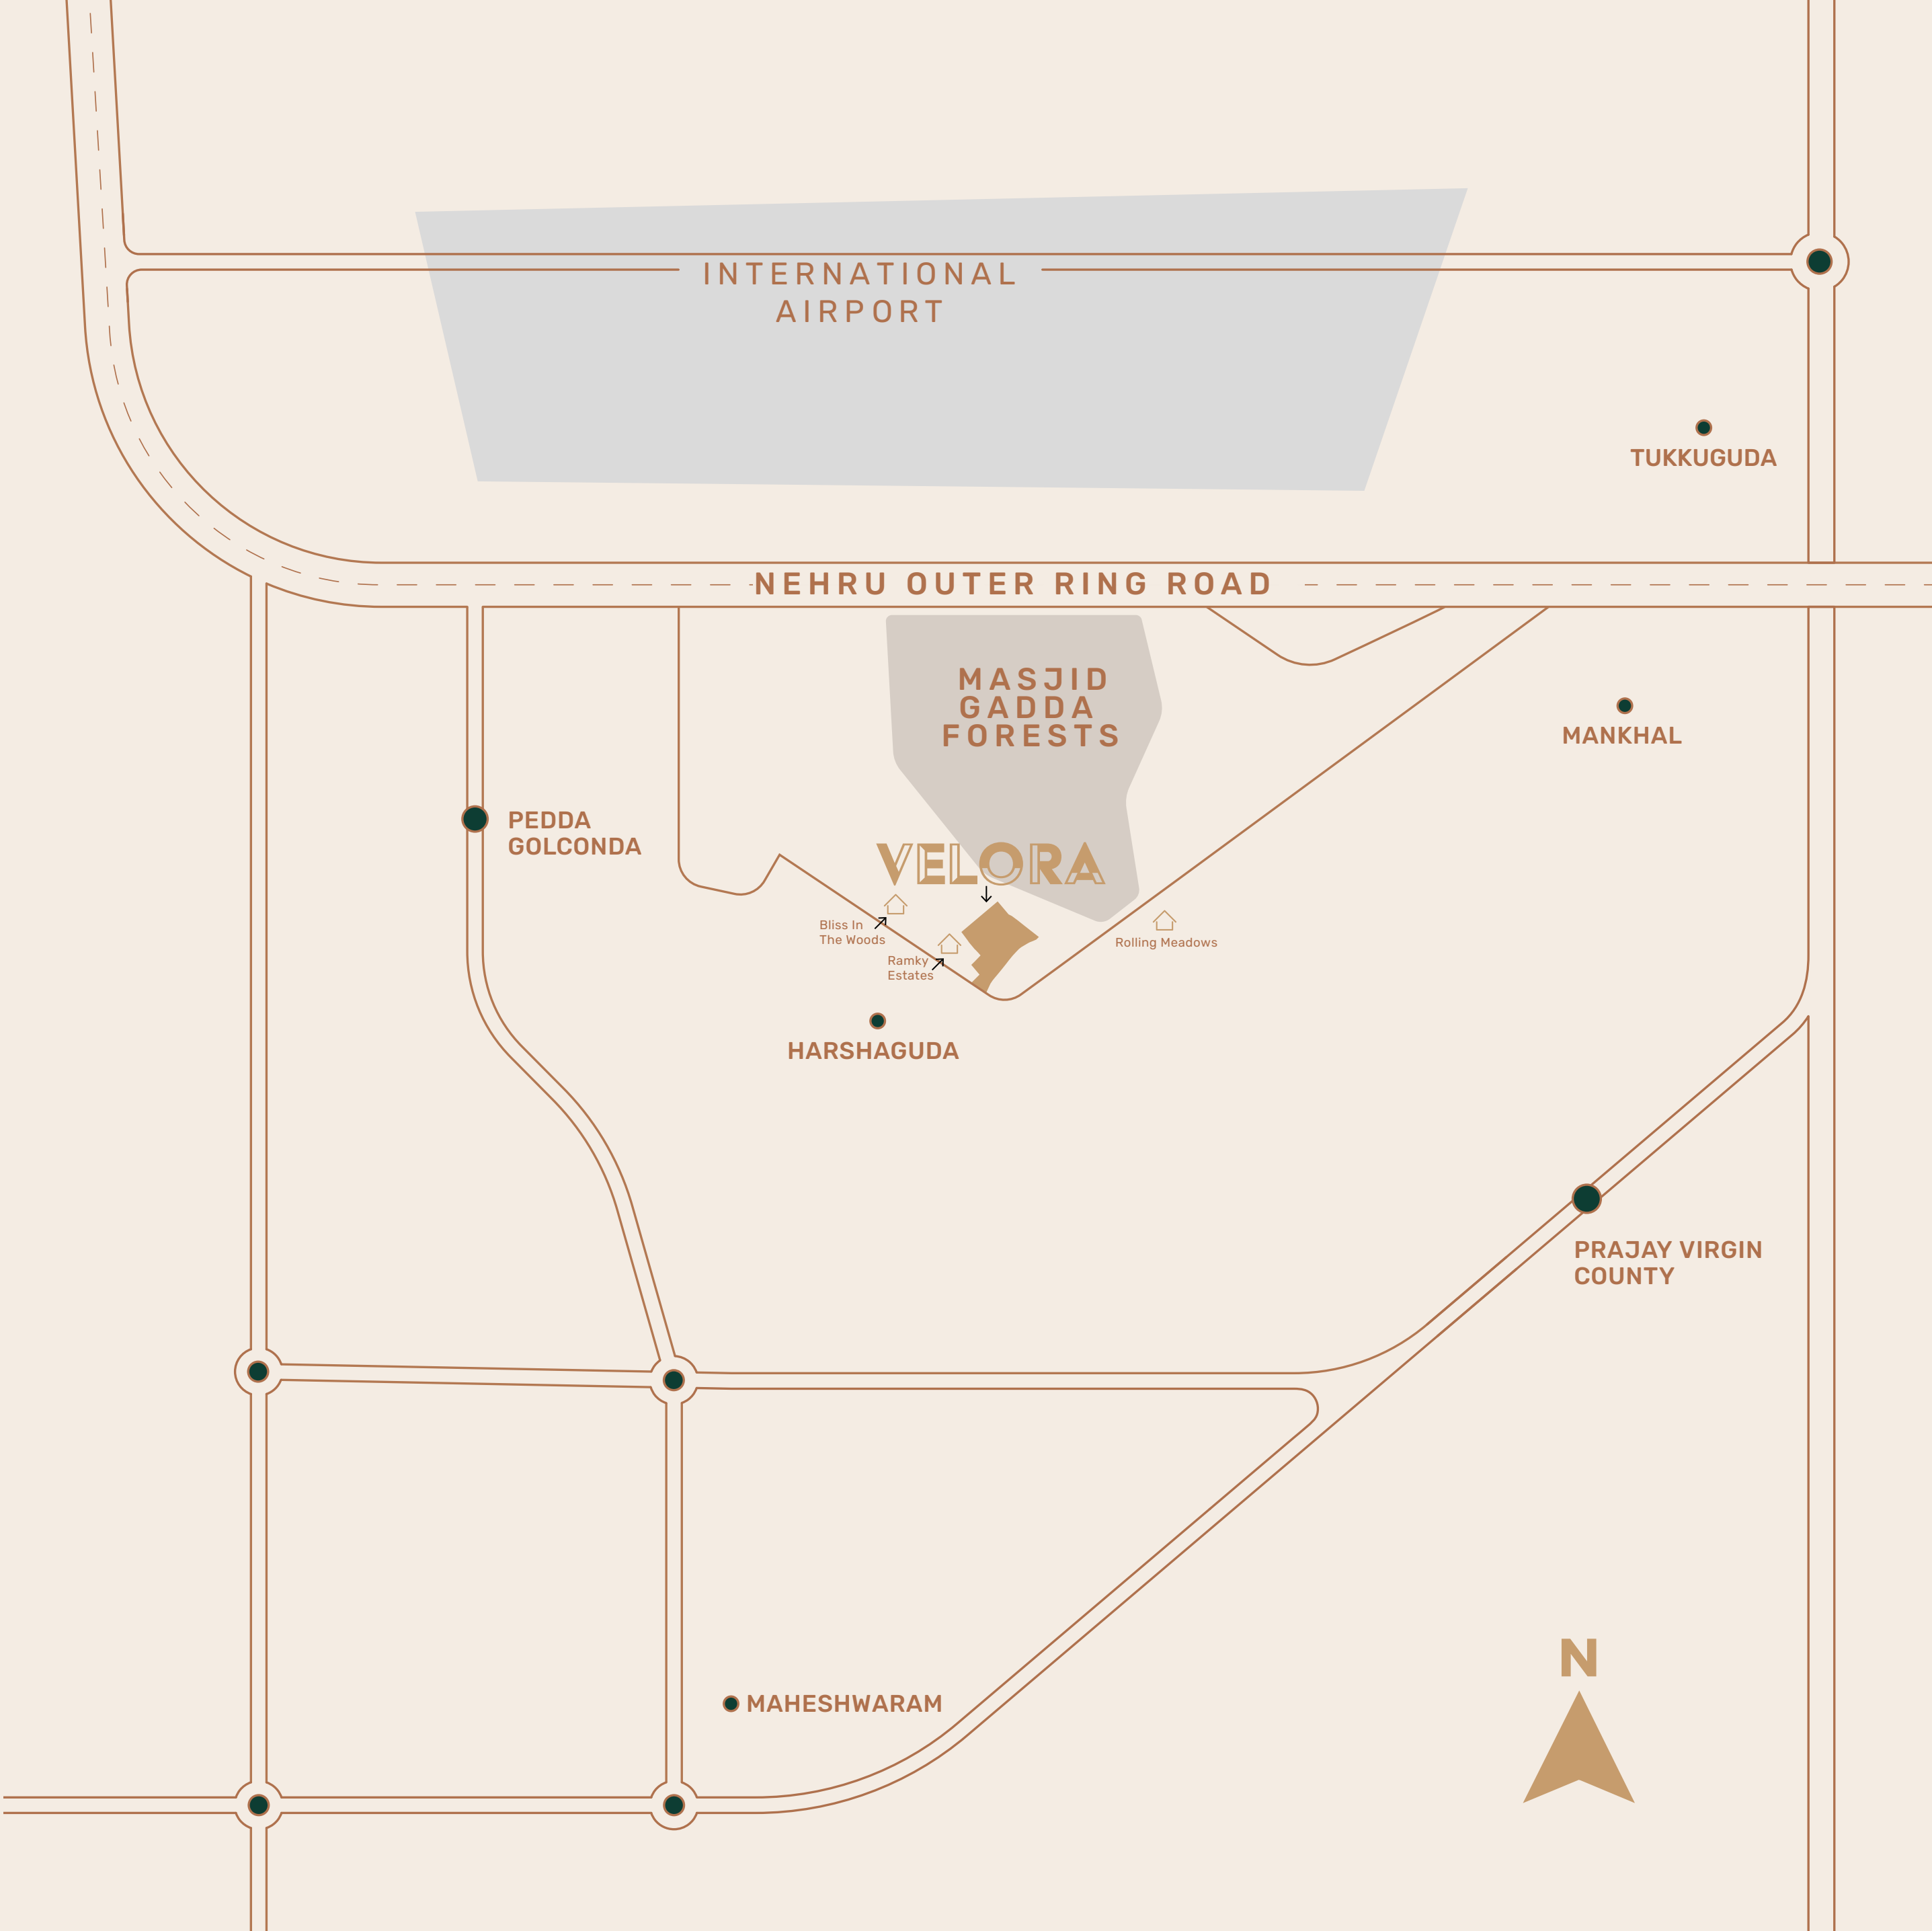 INTERNATIONAL
AIRPORT
TUKKUGUDA
NEHRU OUTER RING ROAD
MASJID
GADDA
FORESTS
MANKHAL
PEDDA
GOLCONDA
VELORA
Bliss In
The Woods
Rolling Meadows
Ramky
Estates
HARSHAGUDA
PRAJAY VIRGIN
COUNTY
N
MAHESHWARAM